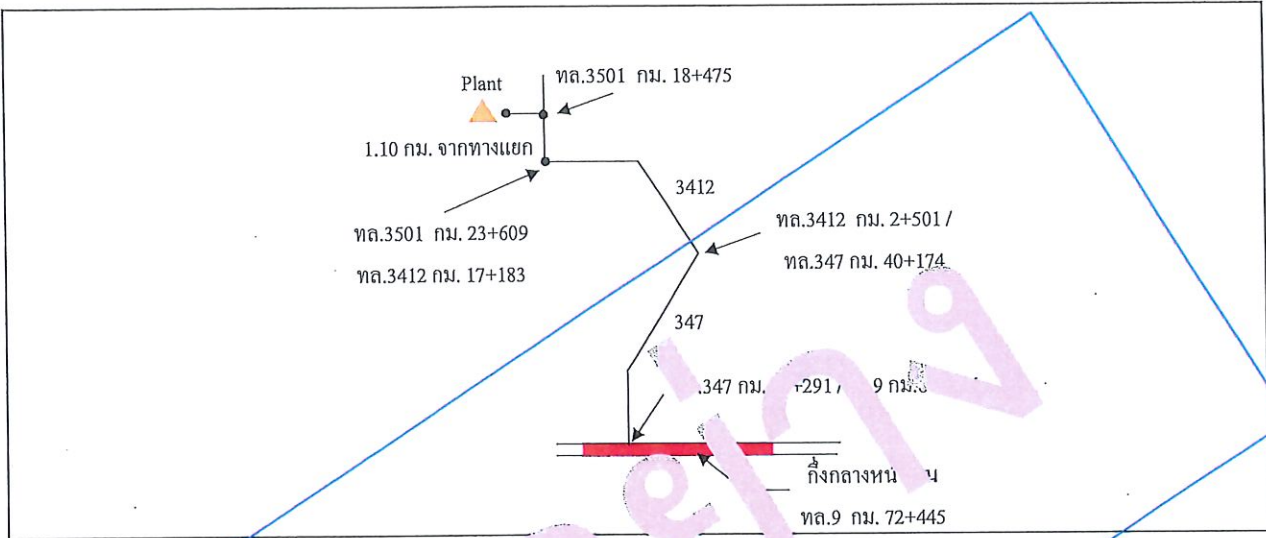 Plant
ทล.3501 กม. 18+475
1.10 กม. จากทางแยก
3412
ทล.3501 กม. 23+609
ทล.3412 กม. 17+183
ทล.3412 กม. 2+501 /
ทล.347 กม. 40+174
347
.347 กม. +291 / 9 กม.
กึ่งกลางหน
ทล.9 กม. 72+445